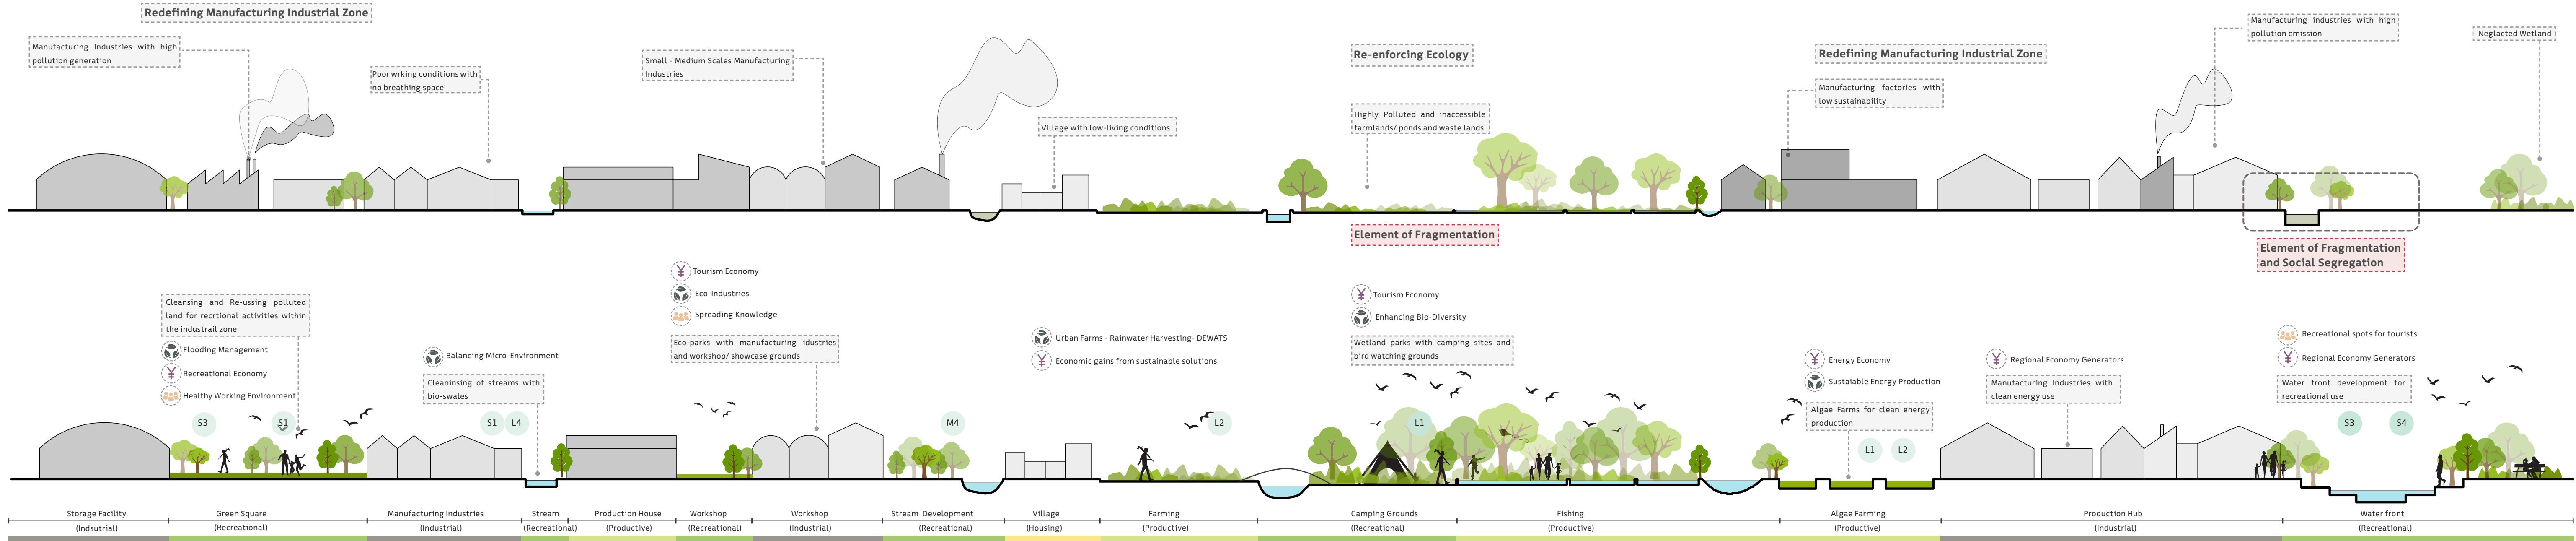 Redefining Manufacturing Industrial Zone
Manufacturing industries with high
pollution generation
Poor wrking conditions with
no breathing space
Small - Medium Scales Manufacturing
Industries
Village with low-living conditions
Re-enforcing Ecology
Highly Polluted and inaccessible
farmlands/ ponds and waste lands
Element of Fragmentation
Redefining Manufacturing Industrial Zone
Manufacturing factories with
low sustainability
Manufacturing industries with high
pollution emission
Neglacted Wetland
Element of Fragmentation
and Social Segregation
Cleansing and Re-ussing polluted
land for recrtional activities within
the industrail zone
Flooding Management
¥ Recreational Economy
Healthy Working Environment
S3
S1
Balancing Micro-Environment
Cleaninsing of streams with
bio-swales
S1
L4
¥ Tourism Economy
Eco-Industries
Spreading Knowledge
Eco-parks with manufacturing idustries
and workshop/ showcase grounds
M4
Urban Farms - Rainwater Harvesting- DEWATS
¥ Economic gains from sustainable solutions
L2
¥ Tourism Economy
Enhancing Bio-Diversity
Wetland parks with camping sites and
bird watching grounds
L1
¥ Energy Economy
Sustaiable Energy Production
Algae Farms for clean energy
production
L1
L2
¥ Regional Economy Generators
Manufacturing Industries with
clean energy use
Recreational spots for tourists
¥ Regional Economy Generators
Water front development for
recreational use
S3
S4
Storage Facility
(Indsutrial)
Green Square
(Recreational)
Manufacturing Industries
(Industrial)
Stream
(Recreational)
Production House
(Productive)
Workshop
(Recreational)
Workshop
(Industrial)
Stream Development
(Recreational)
Village
(Housing)
Farming
(Productive)
Camping Grounds
(Recreational)
Fishing
(Productive)
Algae Farming
(Productive)
Production Hub
(Industrial)
Water front
(Recreational)